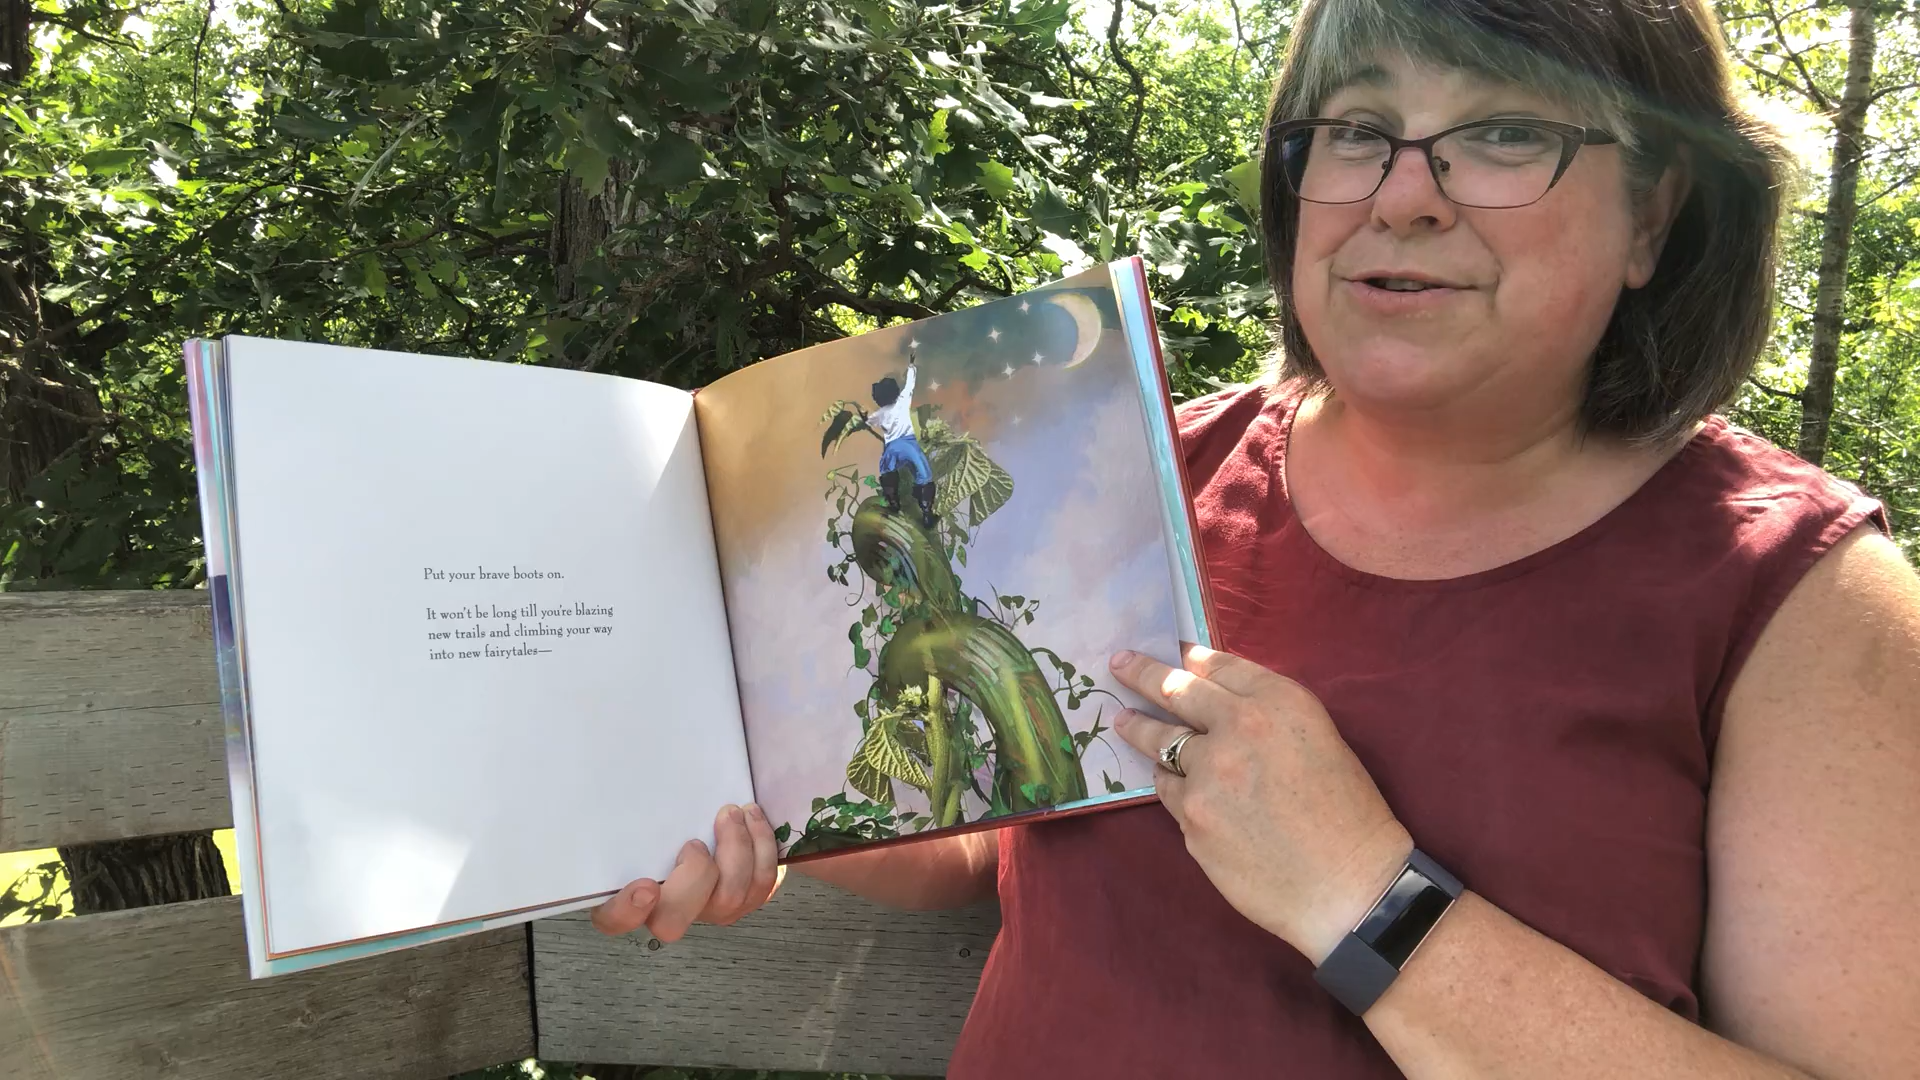 Put your brave boots on.
It won't be long till you're blazing
new trails and climbing your way
into new fairytales—